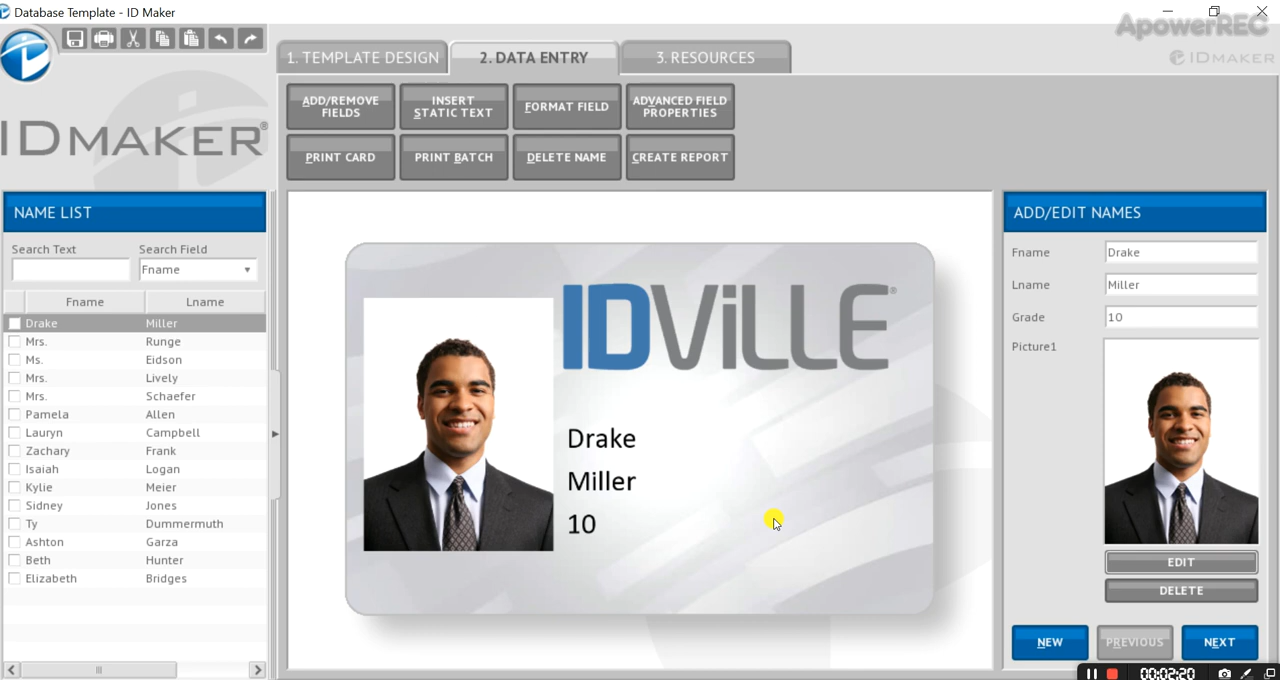 Database Template - ID Maker
ApowerREC
IDMAKER
IDMAKER®
1. TEMPLATE DESIGN
2. DATA ENTRY
3. RESOURCES
ADD/REMOVE
FIELDS
INSERT
STATIC TEXT
FORMAT FIELD
ADVANCED FIELD
PROPERTIES
PRINT CARD
PRINT BATCH
DELETE NAME
CREATE REPORT
NAME LIST
Search Text
Search Field
Fname
Fname Lname
Drake Miller
Mrs. Runge
Ms. Eidson
Mrs. Lively
Mrs. Schaefer
Pamela Allen
Lauryn Campbell
Zachary Frank
Isaiah Logan
Kylie Meier
Sidney Jones
Ty Dummermuth
Ashton Garza
Beth Hunter
Elizabeth Bridges
IDViLLE®
Drake
Miller
10
ADD/EDIT NAMES
Fname Drake
Lname Miller
Grade 10
Picture1
EDIT
DELETE
NEW PREVIOUS NEXT
00:02:20